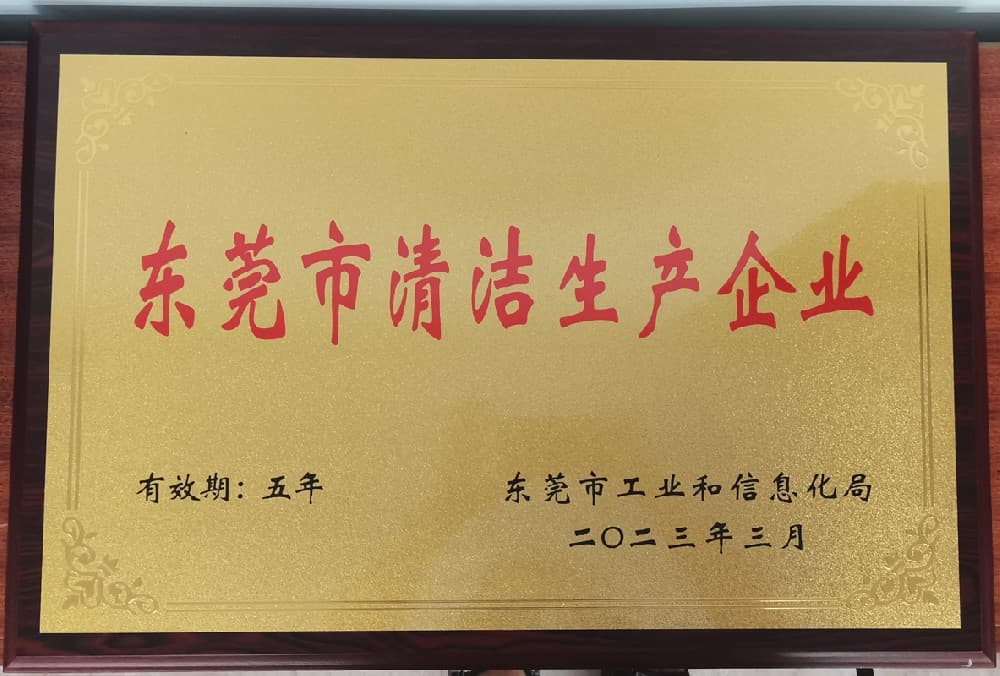 东莞市清洁生产企业
有效期：五年
东莞市工业和信息化局
二〇二三年三月